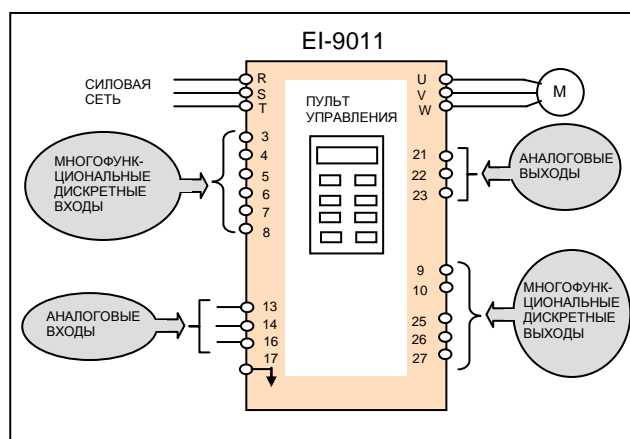 EI-9011
СИЛОВАЯ
СЕТЬ
R
S
T
ПУЛЬТ
УПРАВЛЕНИЯ
U
V
W
М
МНОГОФУНК-
ЦИОНАЛЬНЫЕ
ДИСКРЕТНЫЕ
ВХОДЫ
3
4
5
6
7
8
21
22
23
АНАЛОГОВЫЕ
ВЫХОДЫ
9
10
25
26
27
МНОГОФУНК-
ЦИОНАЛЬНЫЕ
ДИСКРЕТНЫЕ
ВЫХОДЫ
АНАЛОГОВЫЕ
ВХОДЫ
13
14
16
17